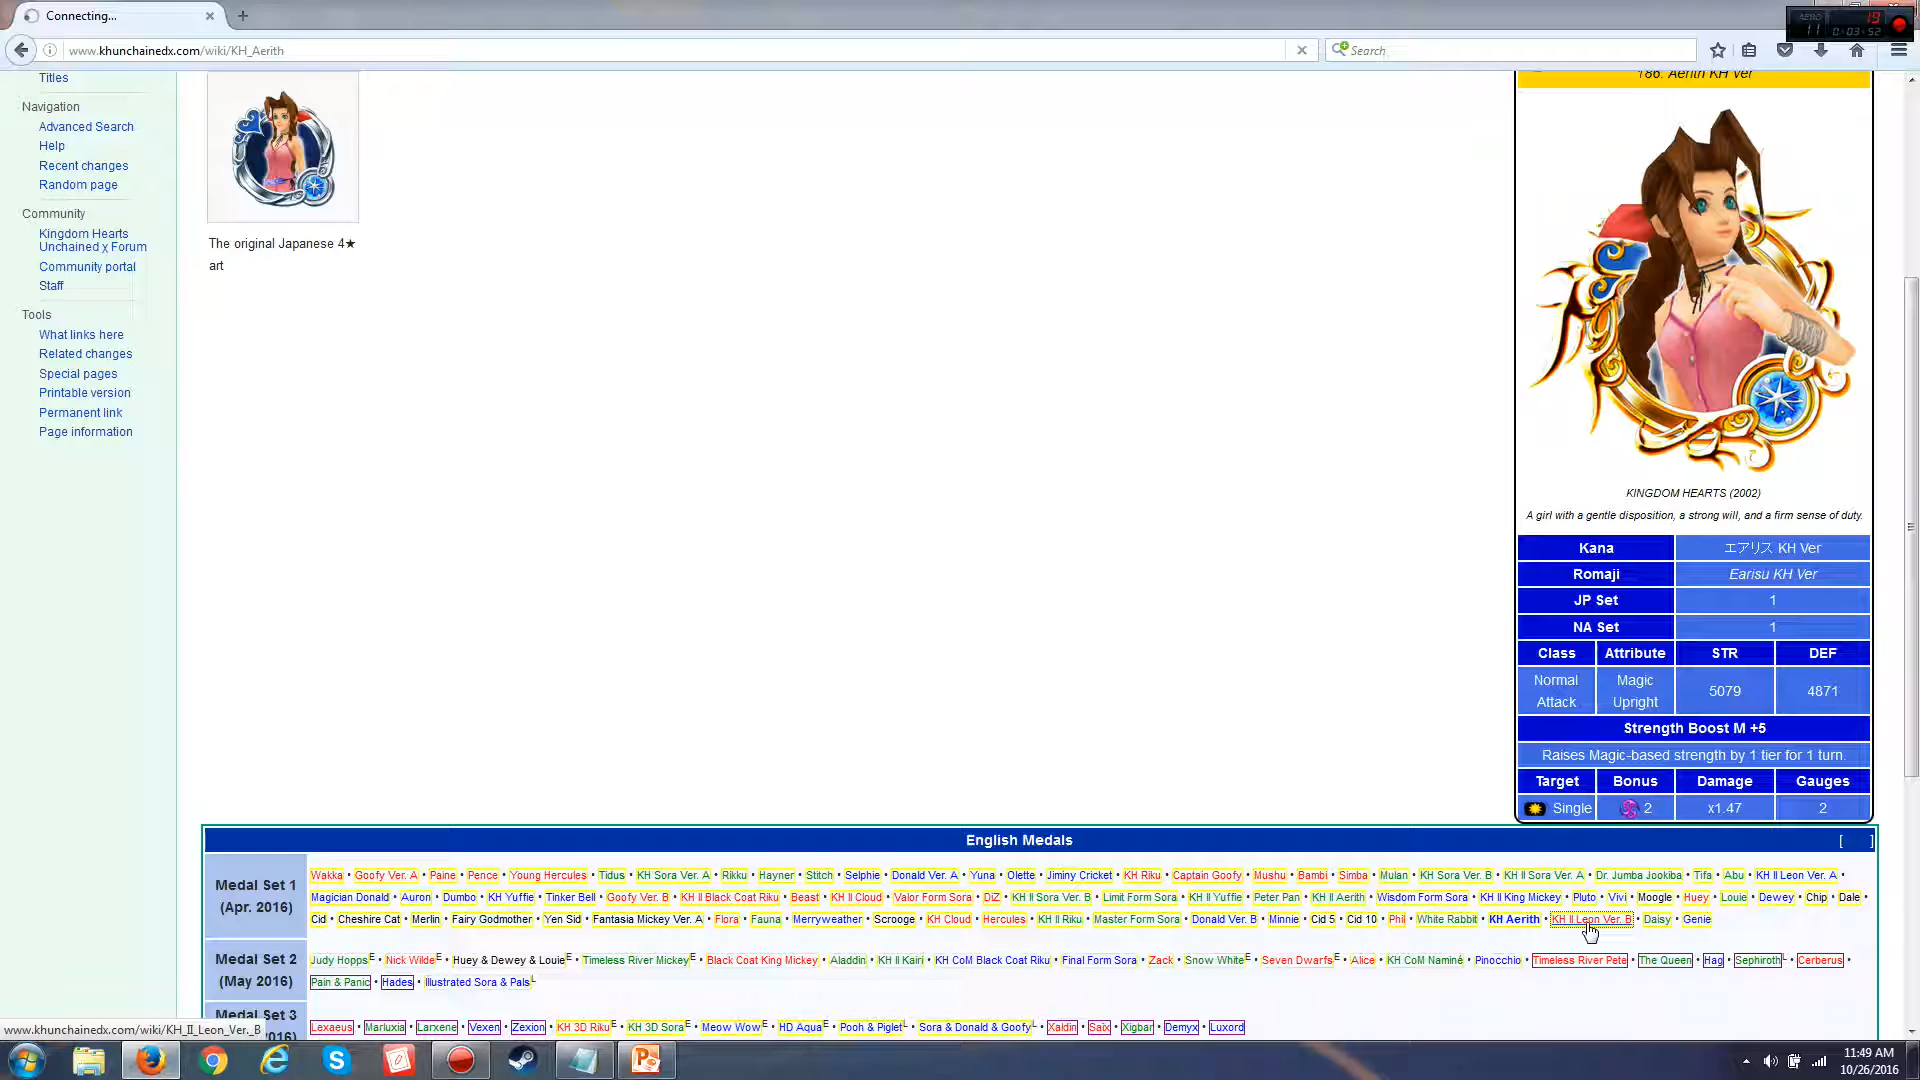 Connecting...
www.khunchainedx.com/wiki/KH_Aerith
Search
19
11 0:03:52
Titles
Navigation
Advanced Search
Help
Recent changes
Random page
Community
Kingdom Hearts
Unchained χ Forum
Community portal
Staff
Tools
What links here
Related changes
Special pages
Printable version
Permanent link
Page information
The original Japanese 4★
art
186. Aerith KH Ver
KINGDOM HEARTS (2002)
A girl with a gentle disposition, a strong will, and a firm sense of duty.
Kana エアリス KH Ver
Romaji Earisu KH Ver
JP Set 1
NA Set 1
Class Attribute STR DEF
Normal Attack Magic Upright 5079 4871
Strength Boost M +5
Raises Magic-based strength by 1 tier for 1 turn.
Target Bonus Damage Gauges
Single 2 x1.47 2
English Medals [ ]
Medal Set 1
(Apr. 2016)
Wakka • Goofy Ver. A • Paine • Pence • Young Hercules • Tidus • KH Sora Ver. A • Rikku • Hayner • Stitch • Selphie • Donald Ver. A • Yuna • Olette • Jiminy Cricket • KH Riku • Captain Goofy • Mushu • Bambi • Simba • Mulan • KH Sora Ver. B • KH II Sora Ver. A • Dr. Jumba Jookiba • Tifa • Abu • KH II Leon Ver. A •
Magician Donald • Auron • Dumbo • KH Yuffie • Tinker Bell • Goofy Ver. B • KH II Black Coat Riku • Beast • KH II Cloud • Valor Form Sora • DiZ • KH II Sora Ver. B • Limit Form Sora • KH II Yuffie • Peter Pan • KH II Aerith • Wisdom Form Sora • KH II King Mickey • Pluto • Vivi • Moogle • Huey • Louie • Dewey • Chip • Dale •
Cid • Cheshire Cat • Merlin • Fairy Godmother • Yen Sid • Fantasia Mickey Ver. A • Flora • Fauna • Merryweather • Scrooge • KH Cloud • Hercules • KH II Riku • Master Form Sora • Donald Ver. B • Minnie • Cid 5 • Cid 10 • Phil • White Rabbit • KH Aerith • KH II Leon Ver. B • Daisy • Genie
Medal Set 2
(May 2016)
Judy HoppsE • Nick WildeE • Huey & Dewey & LouieE • Timeless River MickeyE • Black Coat King Mickey • Aladdin • KH II Kairi • KH CoM Black Coat Riku • Final Form Sora • Zack • Snow WhiteE • Seven DwarfsE • Alice • KH CoM Naminé • Pinocchio • Timeless River Pete • The Queen • Hag • SephirothL • Cerberus •
Pain & Panic • Hades • Illustrated Sora & PalsL
Medal Set 3
2016)
Lexaeus • Marluxia • Larxene • Vexen • Zexion • KH 3D RikuE • KH 3D SoraE • Meow WowE • HD AquaE • Pooh & PigletL • Sora & Donald & GoofyL • Xaldin • Saïx • Xigbar • Demyx • Luxord
www.khunchainedx.com/wiki/KH_II_Leon_Ver._B
11:49 AM
10/26/2016